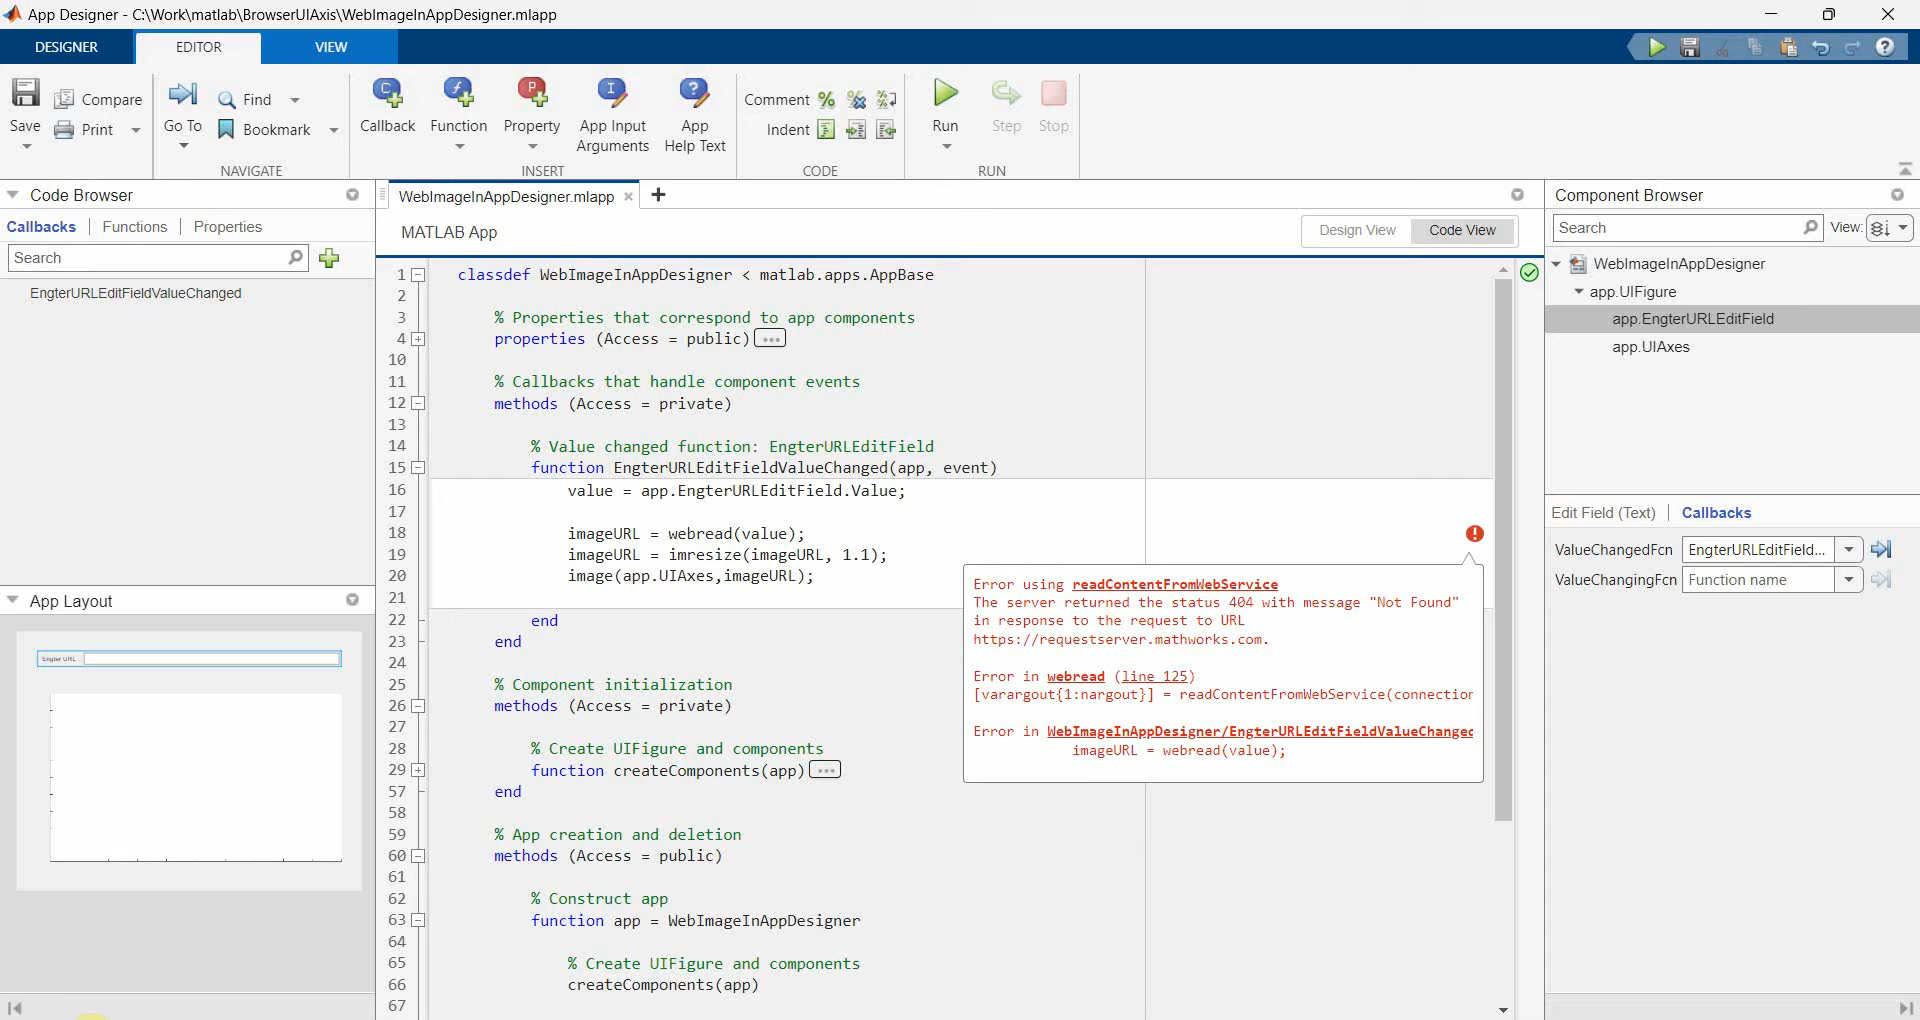 App Designer - C:\Work\matlab\BrowserUIAxis\WebImageInAppDesigner.mlapp
DESIGNER
EDITOR
VIEW
Save
Compare
Print
Go To
Find
Bookmark
NAVIGATE
Callback
Function
Property
App Input
Arguments
App
Help Text
INSERT
Comment
Indent
CODE
Run
Step
Stop
RUN
Code Browser
Callbacks
Functions
Properties
Search
EngterURLEditFieldValueChanged
App Layout
Engter URL
WebImageInAppDesigner.mlapp
MATLAB App
Design View
Code View
1 classdef WebImageInAppDesigner < matlab.apps.AppBase
2
3 % Properties that correspond to app components
4 properties (Access = public) ...
10
11 % Callbacks that handle component events
12 methods (Access = private)
13
14 % Value changed function: EngterURLEditField
15 function EngterURLEditFieldValueChanged(app, event)
16 value = app.EngterURLEditField.Value;
17
18 imageURL = webread(value);
19 imageURL = imresize(imageURL, 1.1);
20 image(app.UIAxes,imageURL);
21
22 end
23 end
24
25 % Component initialization
26 methods (Access = private)
27
28 % Create UIFigure and components
29 function createComponents(app) ...
57 end
58
59 % App creation and deletion
60 methods (Access = public)
61
62 % Construct app
63 function app = WebImageInAppDesigner
64
65 % Create UIFigure and components
66 createComponents(app)
67
Error using readContentFromWebService
The server returned the status 404 with message "Not Found"
in response to the request to URL
https://requestserver.mathworks.com.
Error in webread (line 125)
[varargout{1:nargout}] = readContentFromWebService(connection
Error in WebImageInAppDesigner/EngterURLEditFieldValueChanged
imageURL = webread(value);
Component Browser
Search
View:
WebImageInAppDesigner
app.UIFigure
app.EngterURLEditField
app.UIAxes
Edit Field (Text)
Callbacks
ValueChangedFcn
EngterURLEditField...
ValueChangingFcn
Function name